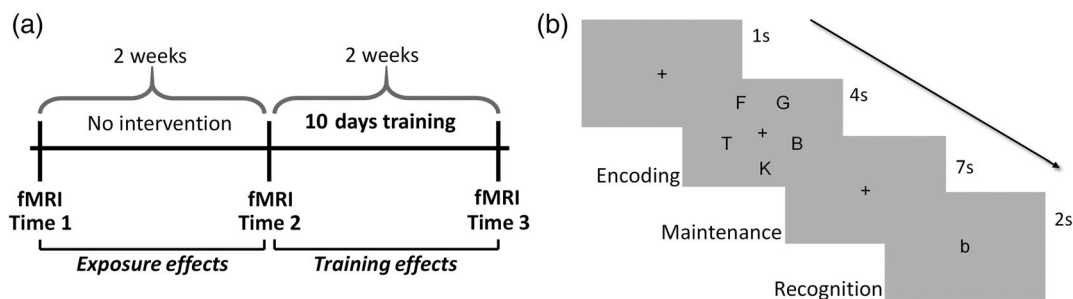 (a)
2 weeks
2 weeks
No intervention
10 days training
fMRI
Time 1
fMRI
Time 2
fMRI
Time 3
Exposure effects
Training effects
(b)
+
1s
F G
+
T B
K
4s
Encoding
+
7s
Maintenance
b
2s
Recognition